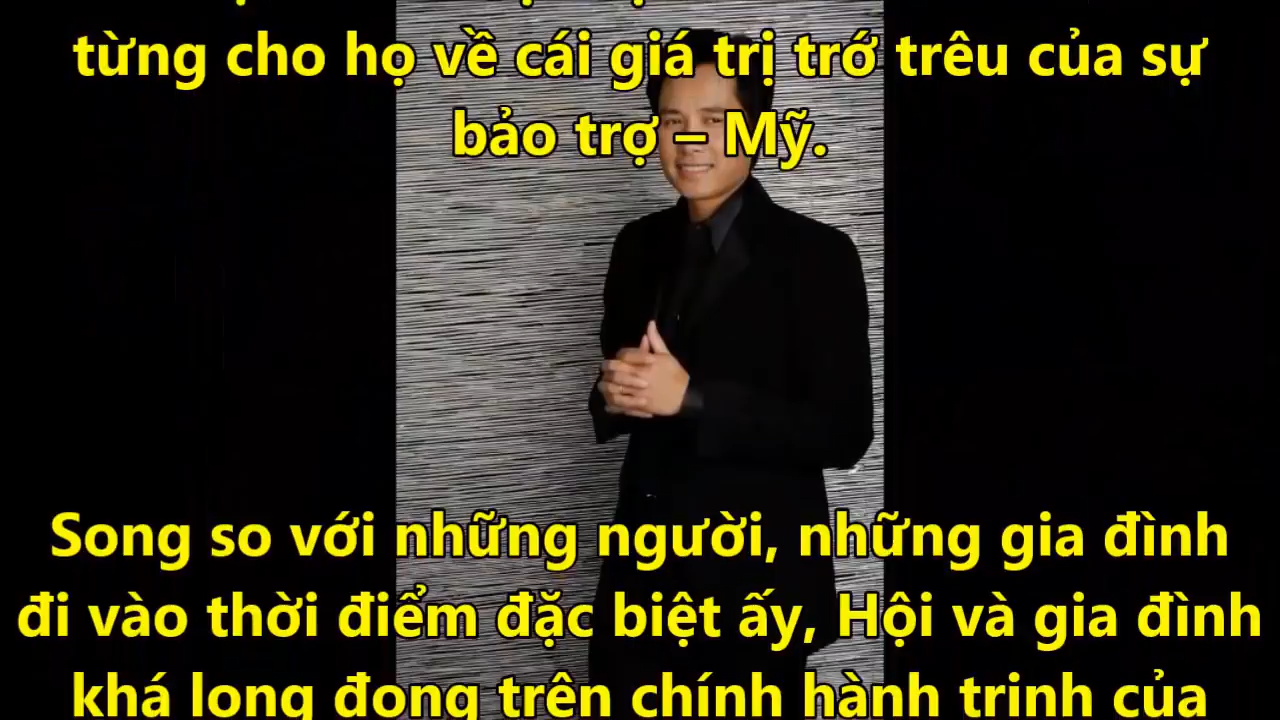 từng cho họ về cái giá trị trớ trêu của sự
bảo trợ – Mỹ.
Song so với những người, những gia đình
đi vào thời điểm đặc biệt ấy, Hội và gia đình
khá long đong trên chính hành trinh của